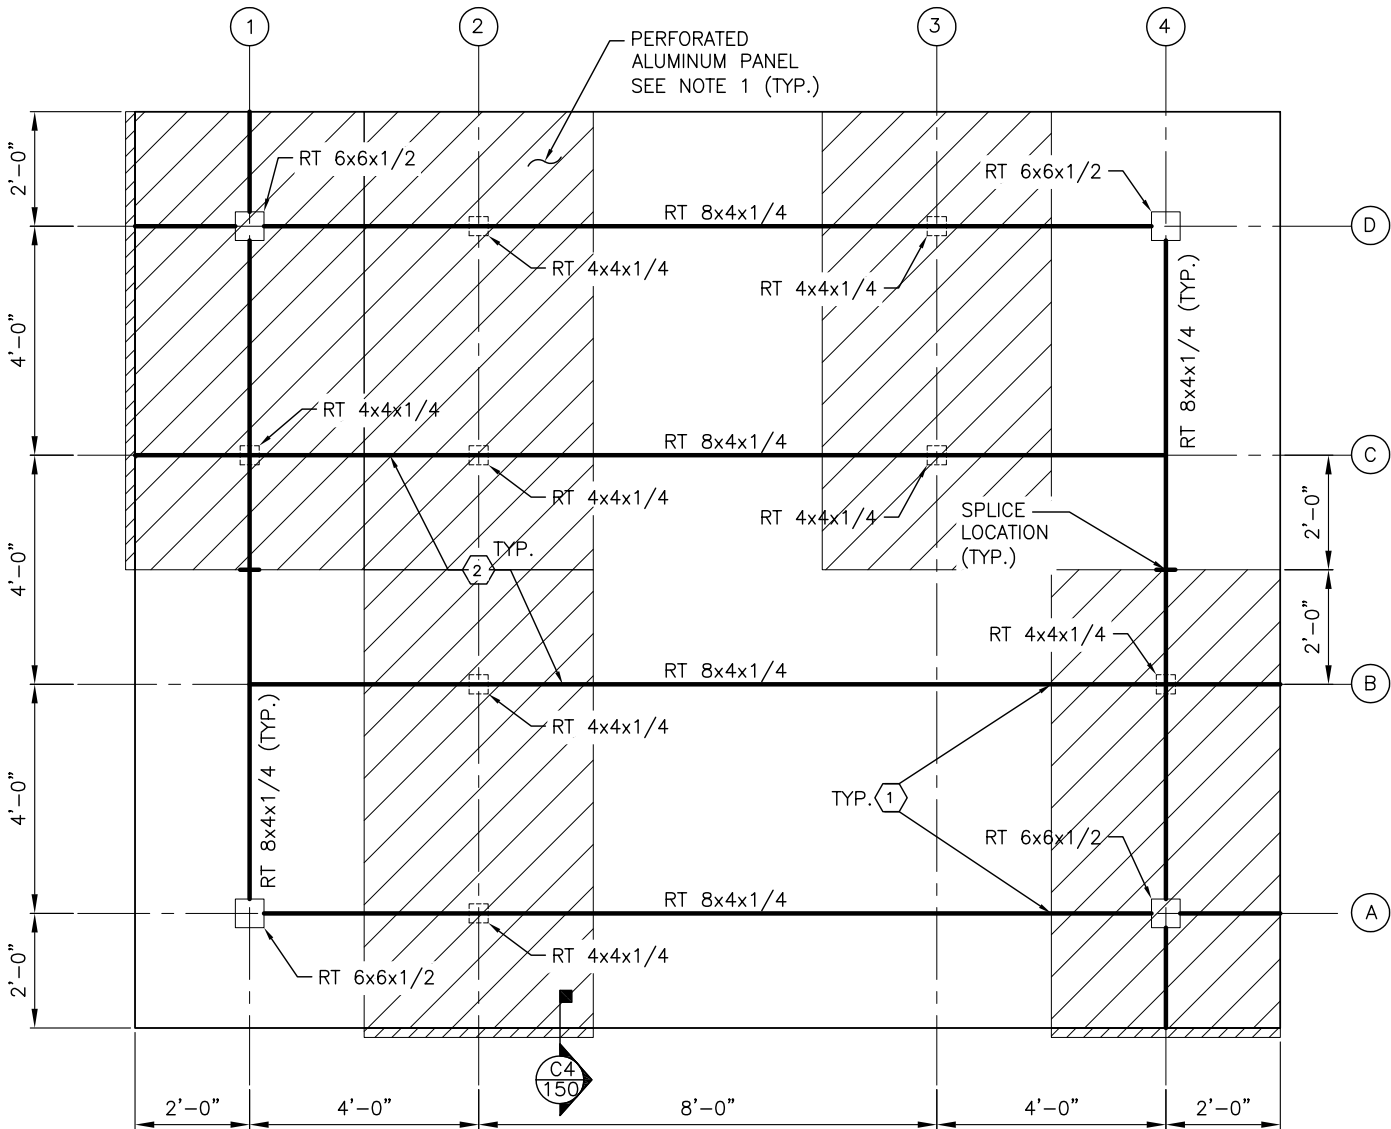 1
2
3
4
PERFORATED
ALUMINUM PANEL
SEE NOTE 1 (TYP.)
2'-0"
RT 6x6x1/2
RT 6x6x1/2
RT 8x4x1/4
D
RT 4x4x1/4
RT 4x4x1/4
4'-0"
RT 8x4x1/4 (TYP.)
RT 4x4x1/4
RT 8x4x1/4
C
RT 4x4x1/4
RT 4x4x1/4
SPLICE
LOCATION
(TYP.)
2'-0"
TYP.
2
4'-0"
2'-0"
RT 4x4x1/4
RT 8x4x1/4
B
RT 4x4x1/4
RT 8x4x1/4 (TYP.)
4'-0"
TYP.
1
RT 6x6x1/2
RT 8x4x1/4
A
RT 4x4x1/4
RT 6x6x1/2
2'-0"
C4
150
2'-0"
4'-0"
8'-0"
4'-0"
2'-0"